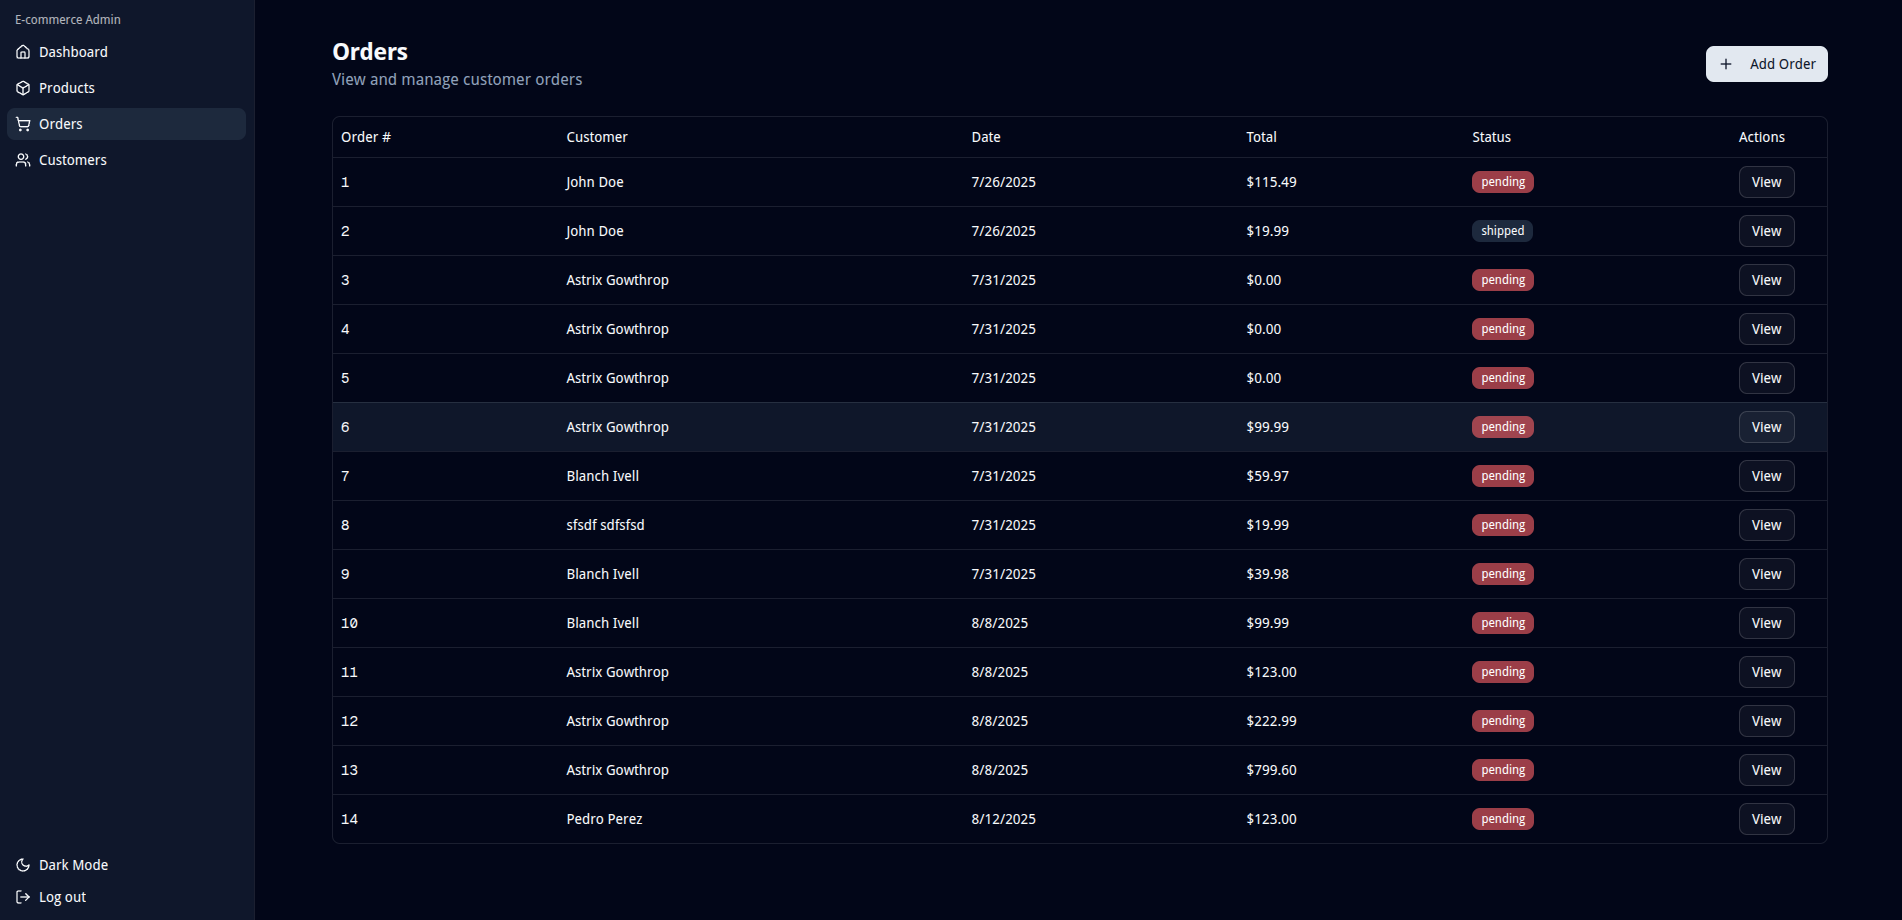 E-commerce Admin
Dashboard
Products
Orders
Customers
Dark Mode
Log out
Orders
View and manage customer orders
Add Order
Order # Customer Date Total Status Actions
1 John Doe 7/26/2025 $115.49 pending View
2 John Doe 7/26/2025 $19.99 shipped View
3 Astrix Gowthrop 7/31/2025 $0.00 pending View
4 Astrix Gowthrop 7/31/2025 $0.00 pending View
5 Astrix Gowthrop 7/31/2025 $0.00 pending View
6 Astrix Gowthrop 7/31/2025 $99.99 pending View
7 Blanch Ivell 7/31/2025 $59.97 pending View
8 sfsdf sdfsfsd 7/31/2025 $19.99 pending View
9 Blanch Ivell 7/31/2025 $39.98 pending View
10 Blanch Ivell 8/8/2025 $99.99 pending View
11 Astrix Gowthrop 8/8/2025 $123.00 pending View
12 Astrix Gowthrop 8/8/2025 $222.99 pending View
13 Astrix Gowthrop 8/8/2025 $799.60 pending View
14 Pedro Perez 8/12/2025 $123.00 pending View